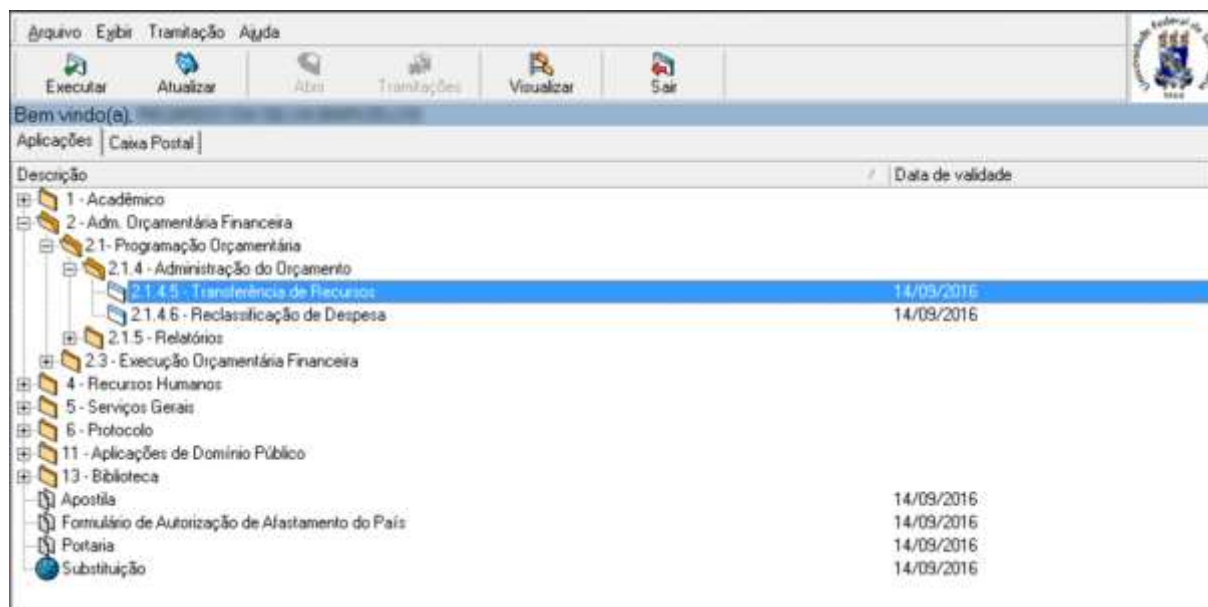 Arquivo Exibir Tramitação Ajuda
Executar Atualizar Abrir Tramitações Visualizar Sair
Bem vindo(a),
Aplicações Caixa Postal
Descrição / Data de validade
1 - Acadêmico
2 - Adm. Orçamentária Financeira
2.1- Programação Orçamentária
2.1.4 - Administração do Orçamento
2.1.4.5 - Transferência de Recursos 14/09/2016
2.1.4.6 - Reclassificação de Despesa 14/09/2016
2.1.5 - Relatórios
2.3 - Execução Orçamentária Financeira
4 - Recursos Humanos
5 - Serviços Gerais
6 - Protocolo
11 - Aplicações de Domínio Público
13 - Biblioteca
Apostila 14/09/2016
Formulário de Autorização de Afastamento do País 14/09/2016
Portaria 14/09/2016
Substituição 14/09/2016